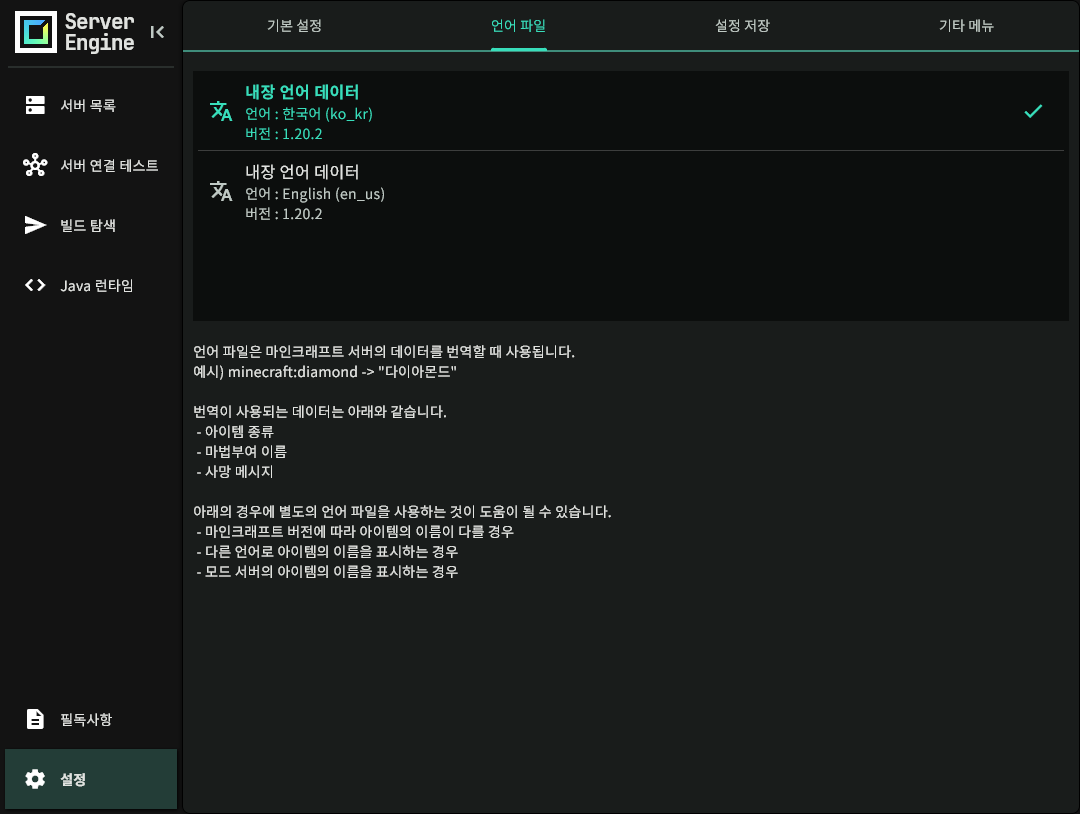 Server
Engine
서버 목록
서버 연결 테스트
빌드 탐색
Java 런타임
필독사항
설정
기본 설정
언어 파일
설정 저장
기타 메뉴
내장 언어 데이터
언어 : 한국어 (ko_kr)
버전 : 1.20.2
내장 언어 데이터
언어 : English (en_us)
버전 : 1.20.2
언어 파일은 마인크래프트 서버의 데이터를 번역할 때 사용됩니다.
예시) minecraft:diamond -> "다이아몬드"
번역이 사용되는 데이터는 아래와 같습니다.
- 아이템 종류
- 마법부여 이름
- 사망 메시지
아래의 경우에 별도의 언어 파일을 사용하는 것이 도움이 될 수 있습니다.
- 마인크래프트 버전에 따라 아이템의 이름이 다를 경우
- 다른 언어로 아이템의 이름을 표시하는 경우
- 모드 서버의 아이템의 이름을 표시하는 경우